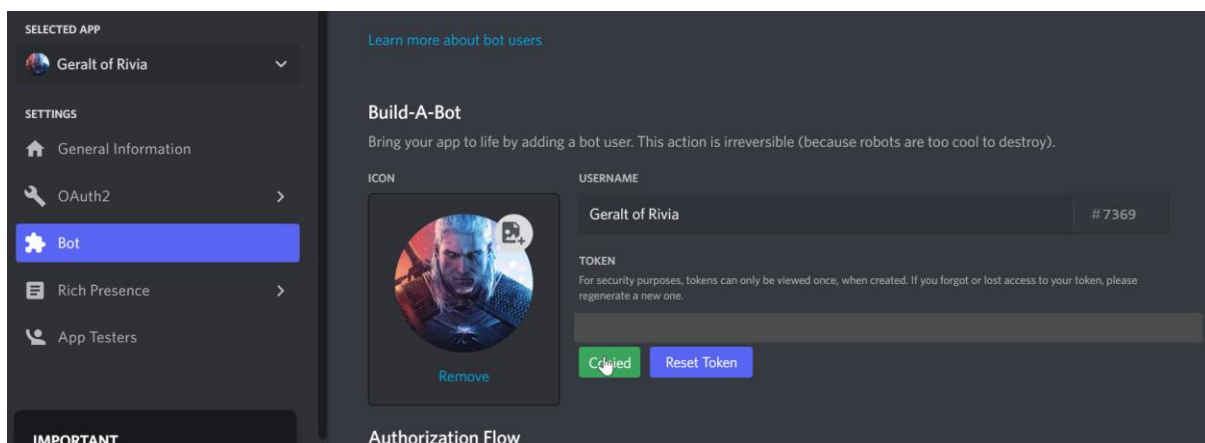 SELECTED APP
Geralt of Rivia
SETTINGS
General Information
OAuth2
Bot
Rich Presence
App Testers
IMPORTANT
Learn more about bot users
Build-A-Bot
Bring your app to life by adding a bot user. This action is irreversible (because robots are too cool to destroy).
ICON
Remove
USERNAME
Geralt of Rivia
#7369
TOKEN
For security purposes, tokens can only be viewed once, when created. If you forgot or lost access to your token, please
regenerate a new one.
Copied
Reset Token
Authorization Flow